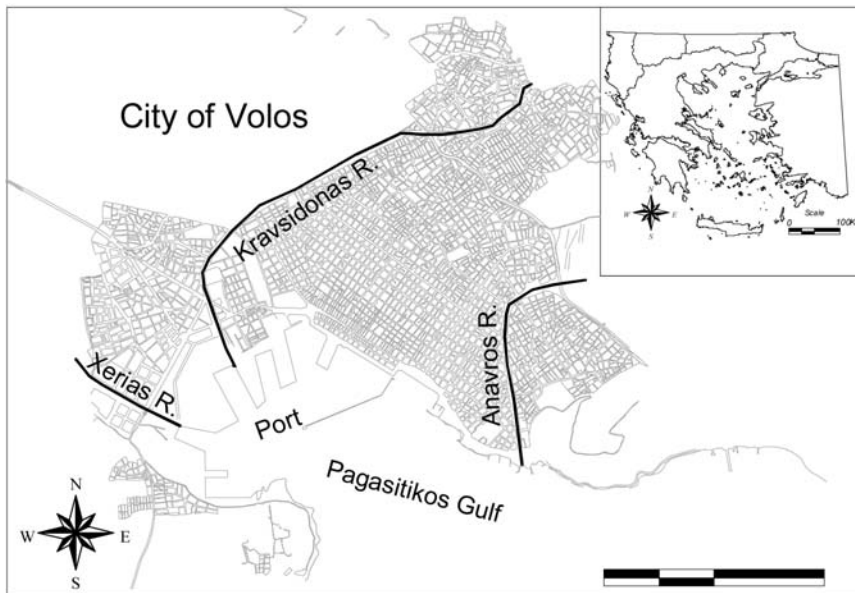 City of Volos
Kravsidonas R.
Anavros R.
Xerias R.
Port
Pagasitikos Gulf
N
W E
S
N
W E
S
Scale
0 100K